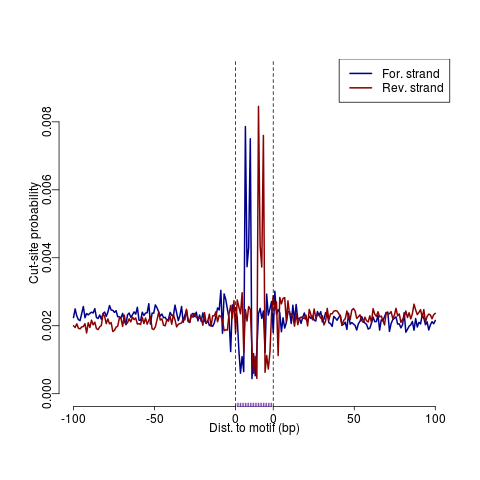 For. strand
Rev. strand
Cut-site probability
0.008
0.006
0.004
0.002
0.000
-100 -50 0 0 50 100
Dist. to motif (bp)